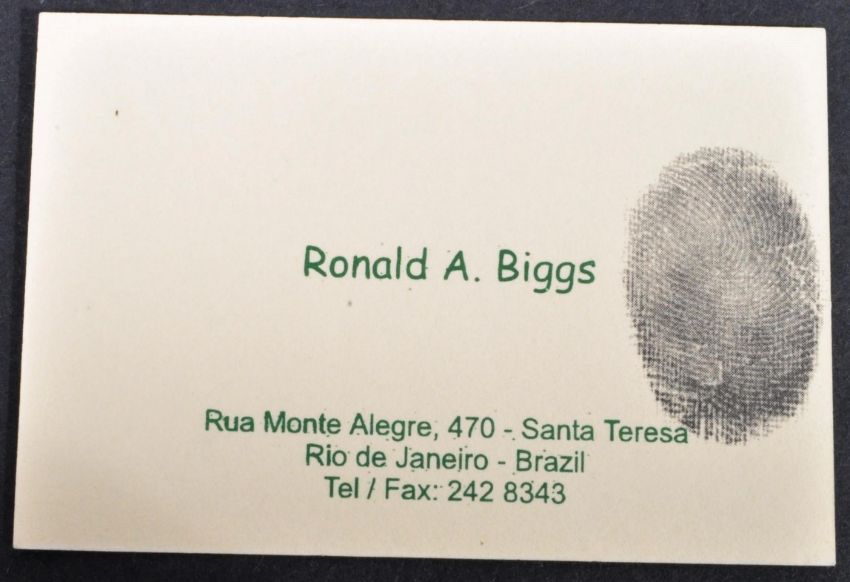 Ronald A. Biggs
Rua Monte Alegre, 470 - Santa Teresa
Rio de Janeiro - Brazil
Tel / Fax: 242 8343